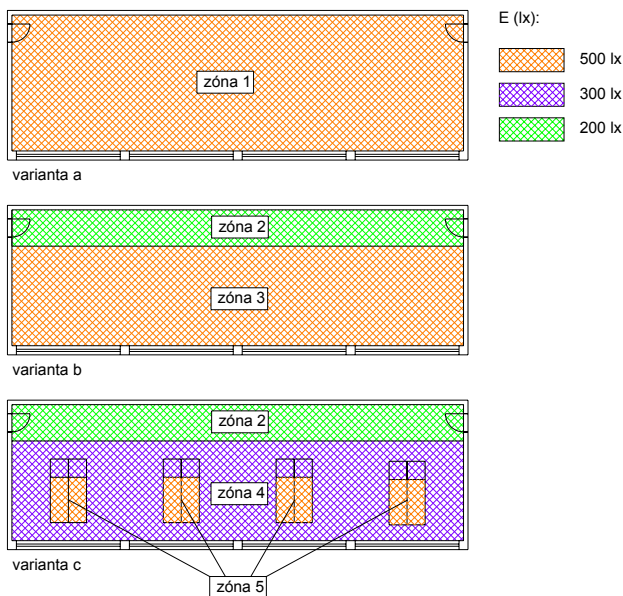 E (lx):
500 lx
300 lx
200 lx
zóna 1
varianta a
zóna 2
zóna 3
varianta b
zóna 2
zóna 4
varianta c
zóna 5